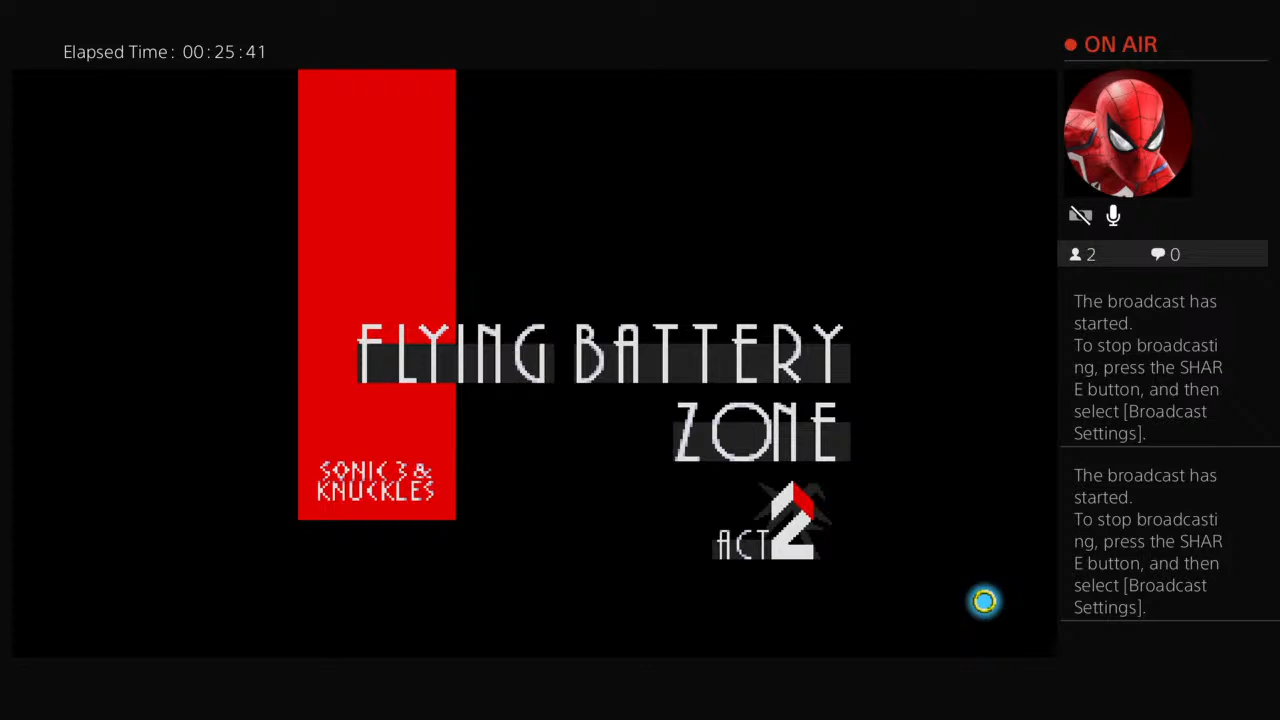 Elapsed Time: 00:25:41
ON AIR
FLYING BATTERY
ZONE
SONIC 3 &
KNUCKLES
ACT 2
2
0
The broadcast has
started.
To stop broadcasti
ng, press the SHAR
E button, and then
select [Broadcast
Settings].
The broadcast has
started.
To stop broadcasti
ng, press the SHAR
E button, and then
select [Broadcast
Settings].